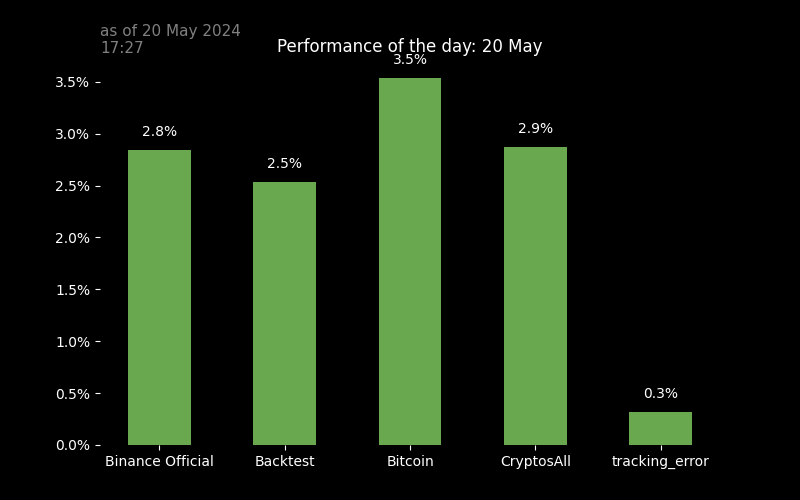 as of 20 May 2024
17:27
Performance of the day: 20 May
3.5%
3.0%
2.5%
2.0%
1.5%
1.0%
0.5%
0.0%
2.8%
2.5%
3.5%
2.9%
0.3%
Binance Official
Backtest
Bitcoin
CryptosAll
tracking_error